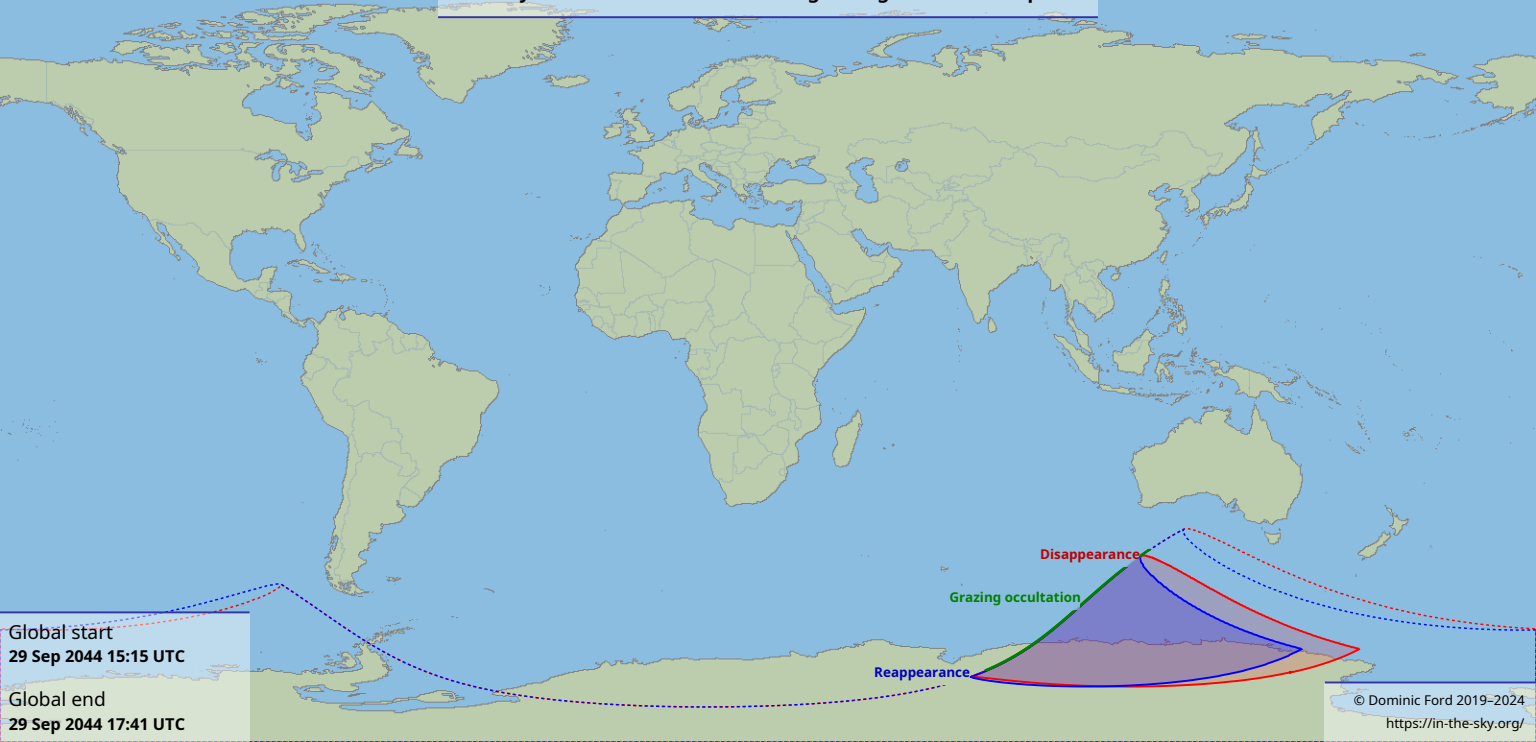 Disappearance
Grazing occultation
Reappearance
Global start
29 Sep 2044 15:15 UTC
Global end
29 Sep 2044 17:41 UTC
© Dominic Ford 2019–2024
https://in-the-sky.org/